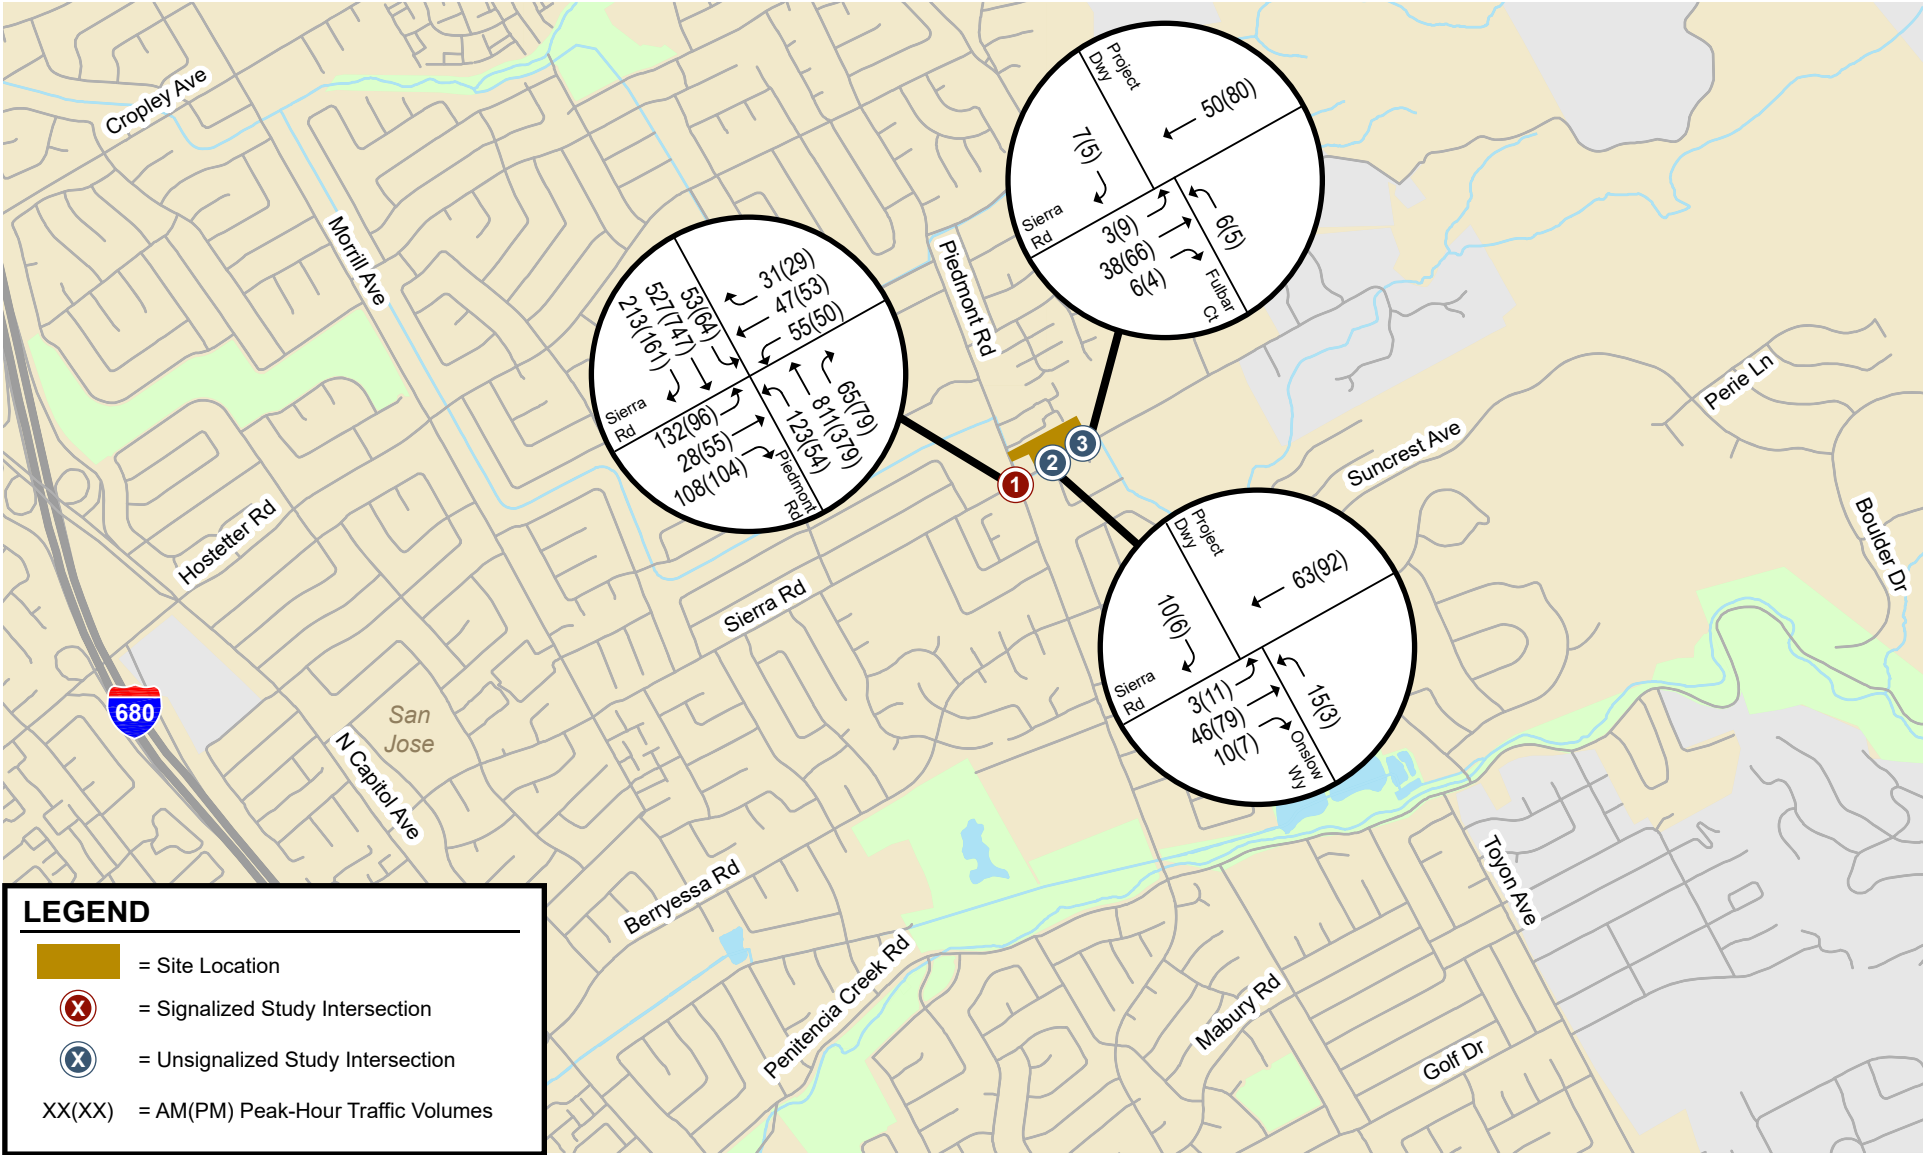 Cropley Ave
Morrill Ave
Piedmont Rd
Hostetter Rd
Sierra Rd
San
Jose
N Capitol Ave
680
Berryessa Rd
Penitencia Creek Rd
Mabury Rd
Golf Dr
Toyon Ave
Suncrest Ave
Perie Ln
Boulder Dr
1
2
3
31(29)
47(53)
55(50)
53(64)
527(747)
213(161)
Sierra
Rd
132(96)
28(55)
108(104)
65(79)
811(379)
123(54)
Piedmont
Rd
Project
Dwy
50(80)
7(5)
Sierra
Rd
3(9)
38(66)
6(4)
6(5)
Fulbar
Ct
Project
Dwy
63(92)
10(6)
Sierra
Rd
3(11)
46(79)
10(7)
15(3)
Onslow
Wy
LEGEND
= Site Location
X = Signalized Study Intersection
X = Unsignalized Study Intersection
XX(XX) = AM(PM) Peak-Hour Traffic Volumes